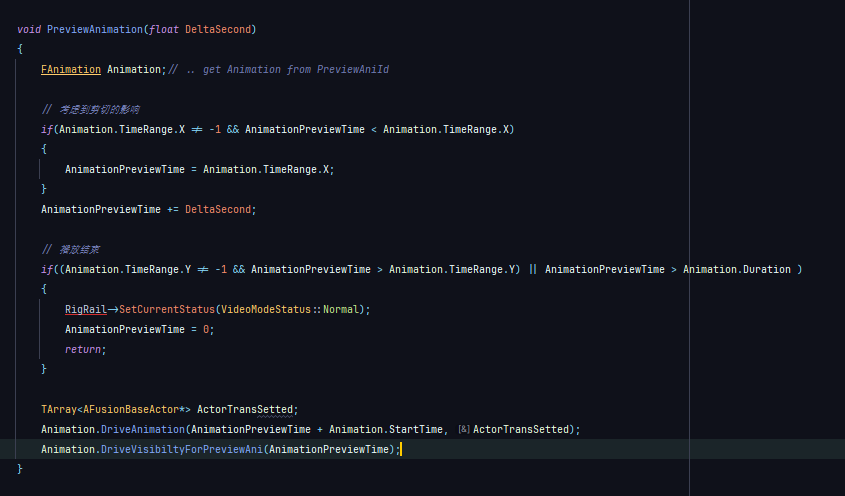 void PreviewAnimation(float DeltaSecond)
{
FAnimation Animation;// .. get Animation from PreviewAniId
// 考虑到剪切的影响
if(Animation.TimeRange.X != -1 && AnimationPreviewTime < Animation.TimeRange.X)
{
AnimationPreviewTime = Animation.TimeRange.X;
}
AnimationPreviewTime += DeltaSecond;
// 播放结束
if((Animation.TimeRange.Y != -1 && AnimationPreviewTime > Animation.TimeRange.Y) || AnimationPreviewTime > Animation.Duration )
{
RigRail->SetCurrentStatus(VideoModeStatus::Normal);
AnimationPreviewTime = 0;
return;
}
TArray<AFusionBaseActor*> ActorTransSetted;
Animation.DriveAnimation(AnimationPreviewTime + Animation.StartTime, [&]ActorTransSetted);
Animation.DriveVisibiltyForPreviewAni(AnimationPreviewTime);
}